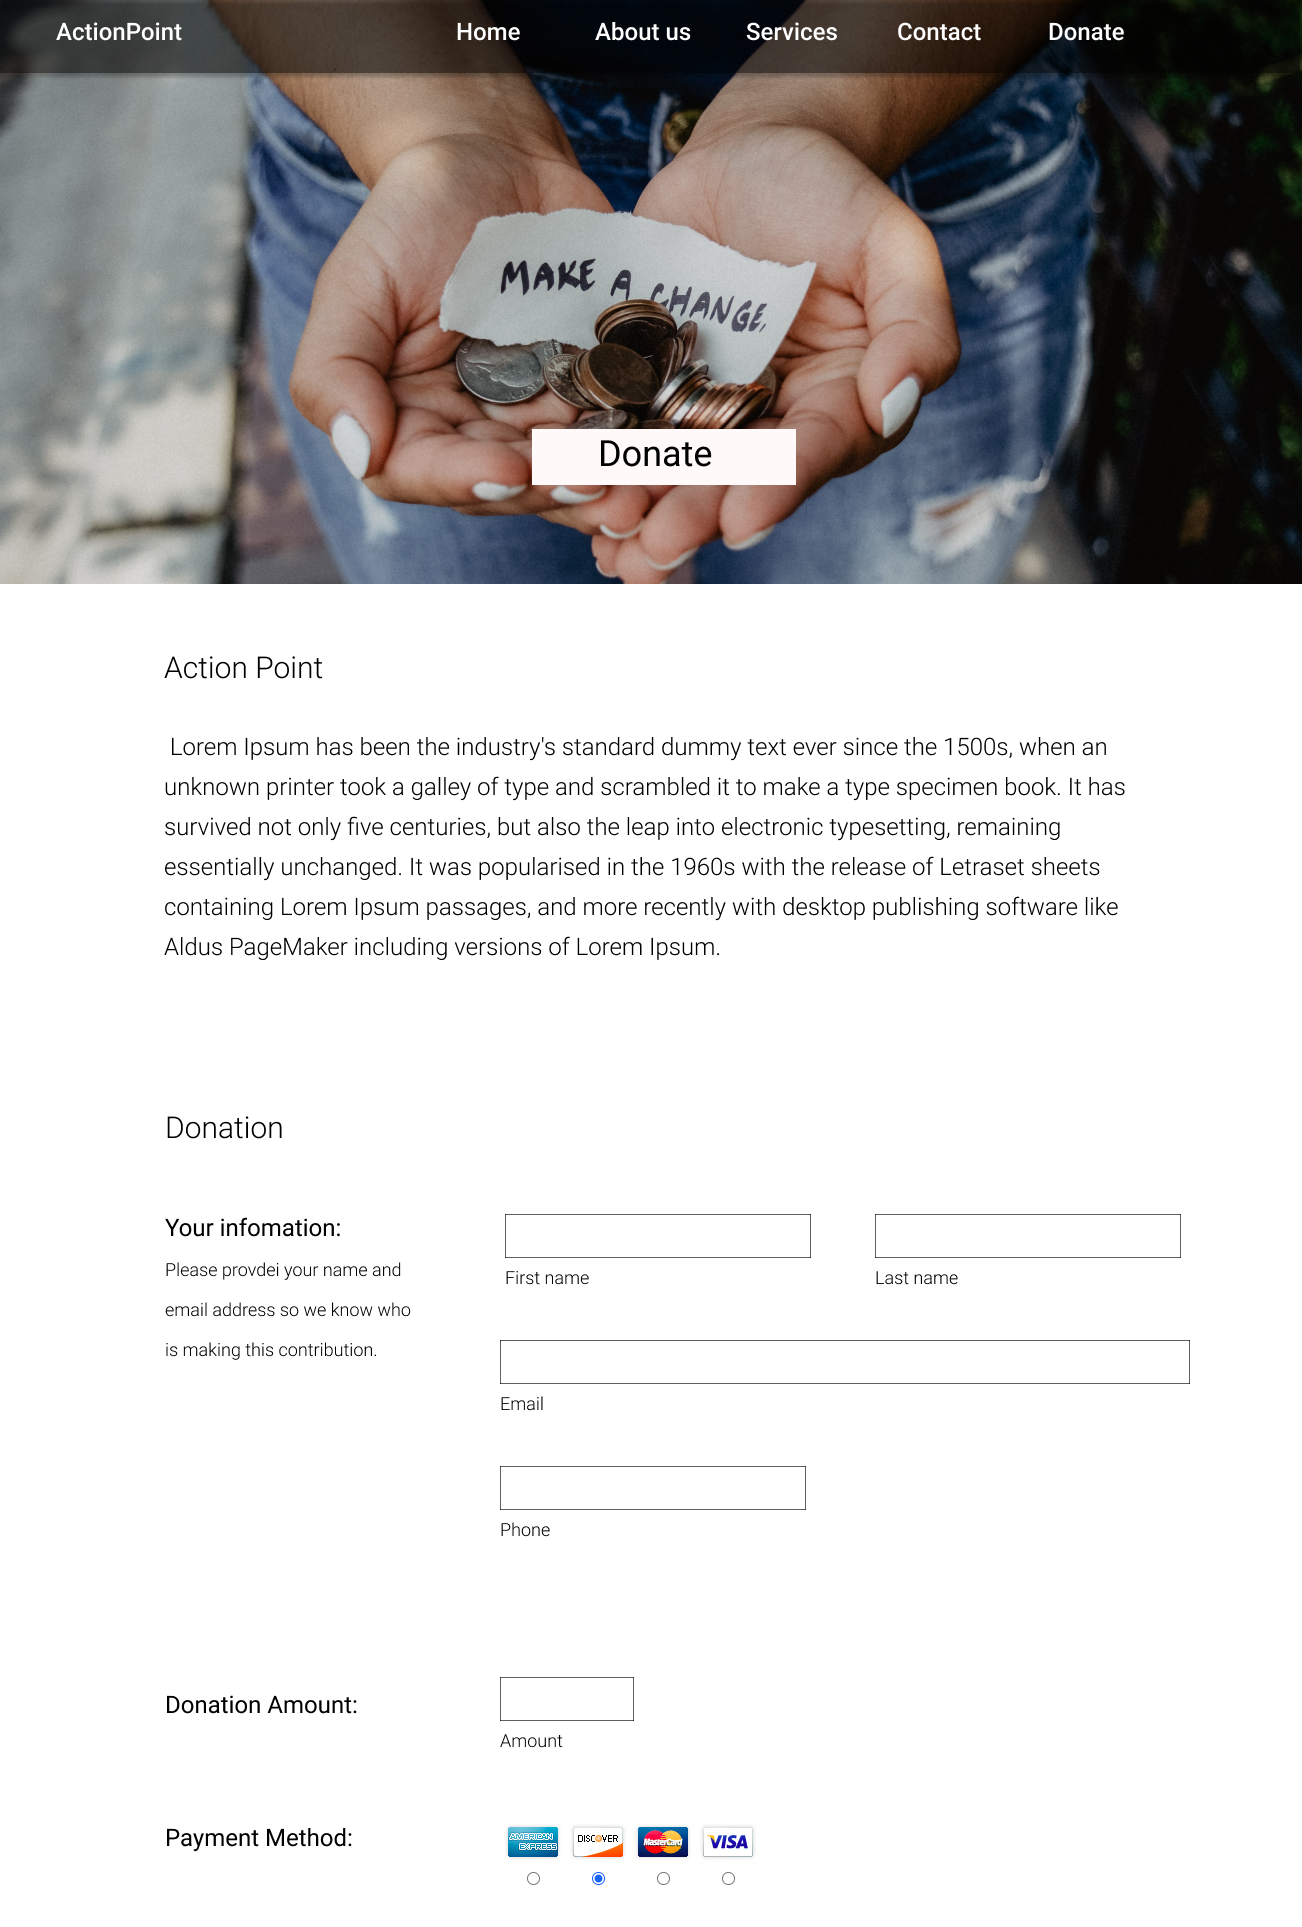 ActionPoint Home About us Services Contact Donate
MAKE A CHANGE.
Donate
Action Point
Lorem Ipsum has been the industry's standard dummy text ever since the 1500s, when an
unknown printer took a galley of type and scrambled it to make a type specimen book. It has
survived not only five centuries, but also the leap into electronic typesetting, remaining
essentially unchanged. It was popularised in the 1960s with the release of Letraset sheets
containing Lorem Ipsum passages, and more recently with desktop publishing software like
Aldus PageMaker including versions of Lorem Ipsum.
Donation
Your infomation:
Please provdei your name and
email address so we know who
is making this contribution.
First name Last name
Email
Phone
Donation Amount:
Amount
Payment Method:
AMERICAN EXPRESS DISCOVER MasterCard VISA